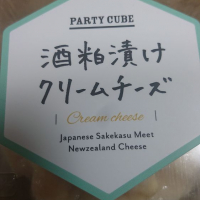 PARTY CUBE
酒粕漬け
クリームチーズ
Cream cheese
Japanese Sakekasu Meet
Newzealand Cheese